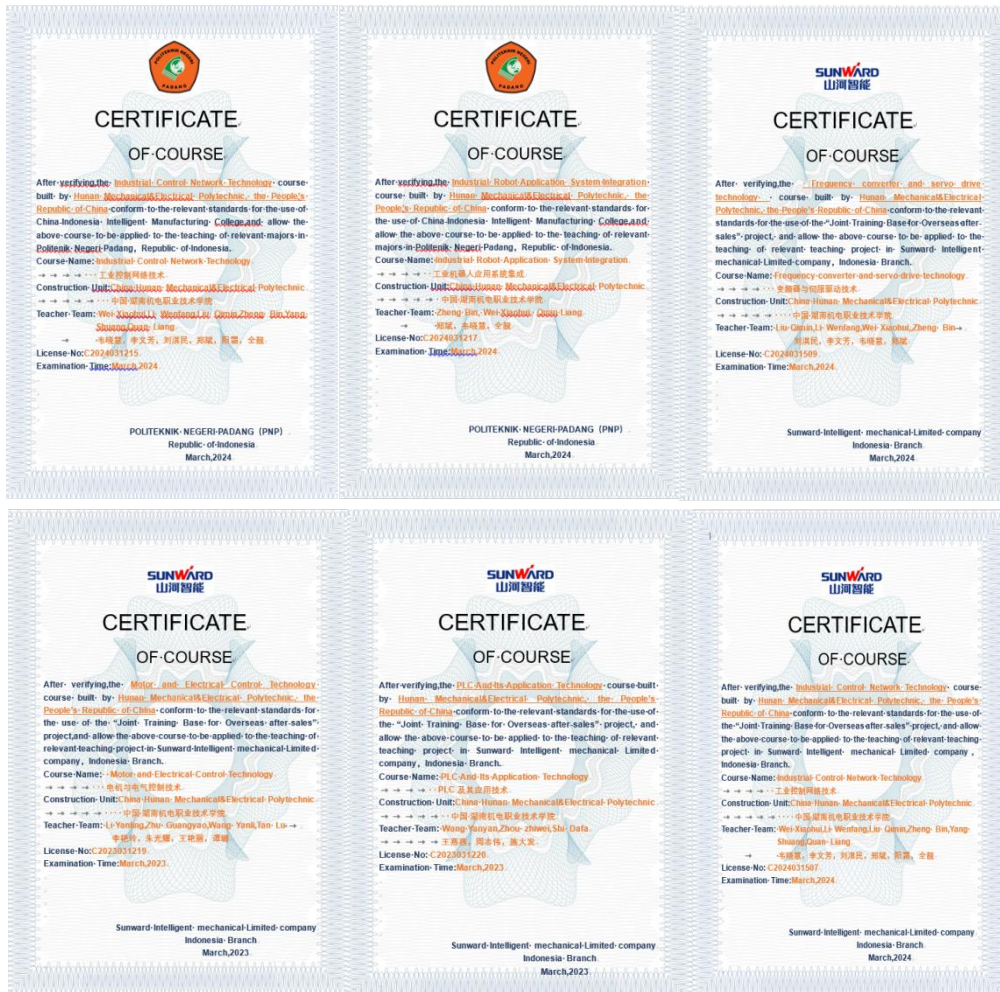 POLITEKNIK NEGERI
PADANG
CERTIFICATE
OF COURSE
After verifying,the Industrial Control Network Technology course
built by Hunan Mechanical&Electrical Polytechnic, the People's
Republic of China conform to the relevant standards for the use of
China-Indonesia Intelligent Manufacturing College,and allow the
above course to be applied to the teaching of relevant majors in
Politenik Negeri Padang, Republic of Indonesia.
Course Name: Industrial Control Network Technology
工业控制网络技术
Construction Unit:China Hunan Mechanical&Electrical Polytechnic
中国 湖南机电职业技术学院
Teacher Team: Wei Xiaohui,Li Wenfang,Liu Qimin,Zheng Bin,Yang
Shuang,Quan Liang
韦晓慧，李文芳，刘淇民，郑斌，阳霜，全靓
License No:C2024031215
Examination Time:March,2024
POLITEKNIK NEGERI PADANG（PNP）
Republic of Indonesia
March,2024
POLITEKNIK NEGERI
PADANG
CERTIFICATE
OF COURSE
After verifying,the Industrial Robot Application System Integration
course built by Hunan Mechanical&Electrical Polytechnic, the
People's Republic of China conform to the relevant standards for
the use of China-Indonesia Intelligent Manufacturing College,and
allow the above course to be applied to the teaching of relevant
majors in Politenik Negeri Padang, Republic of Indonesia.
Course Name: Industrial Robot Application System Integration
工业机器人应用系统集成
Construction Unit:China Hunan Mechanical&Electrical Polytechnic
中国 湖南机电职业技术学院
Teacher Team: Zheng Bin, Wei Xiaohui, Quan Liang
郑斌，韦晓慧，全靓
License No:C2024031217
Examination Time:March,2024
POLITEKNIK NEGERI PADANG（PNP）
Republic of Indonesia
March,2024
SUNWARD
山河智能
CERTIFICATE
OF COURSE
After verifying,the Frequency converter and servo drive
technology course built by Hunan Mechanical&Electrical
Polytechnic, the People's Republic of China conform to the relevant
standards for the use of the "Joint Training Base for Overseas after-
sales" project, and allow the above course to be applied to the
teaching of relevant teaching project in Sunward Intelligent
mechanical Limited company, Indonesia Branch.
Course Name: Frequency converter and servo drive technology
变频器与伺服驱动技术
Construction Unit:China Hunan Mechanical&Electrical Polytechnic
中国 湖南机电职业技术学院
Teacher Team: Liu Qimin,Li Wenfang,Wei Xiaohui, Zheng Bin
刘淇民，李文芳，韦晓慧，郑斌
License No:C2024031509
Examination Time:March,2024
Sunward Intelligent mechanical Limited company
Indonesia Branch
March,2024
SUNWARD
山河智能
CERTIFICATE
OF COURSE
After verifying,the Motor and Electrical Control Technology
course built by Hunan Mechanical&Electrical Polytechnic, the
People's Republic of China conform to the relevant standards for
the use of the "Joint Training Base for Overseas after-sales"
project,and allow the above course to be applied to the teaching of
relevant teaching project in Sunward Intelligent mechanical Limited
company, Indonesia Branch.
Course Name: Motor and Electrical Control Technology
电机与电气控制技术
Construction Unit:China Hunan Mechanical&Electrical Polytechnic
中国 湖南机电职业技术学院
Teacher Team: Li Yanling,Zhu Guangyao,Wang Yanli,Tan Lu
朱光耀，王艳丽，谭璐
License No:C2023031219
Examination Time:March,2023
Sunward Intelligent mechanical Limited company
Indonesia Branch
March,2023
SUNWARD
山河智能
CERTIFICATE
OF COURSE
After verifying,the PLC And Its Application Technology course built
by Hunan Mechanical&Electrical Polytechnic, the People's
Republic of China conform to the relevant standards for the use of
the "Joint Training Base for Overseas after-sales" project, and
allow the above course to be applied to the teaching of relevant
teaching project in Sunward Intelligent mechanical Limited
company, Indonesia Branch.
Course Name: PLC And Its Application Technology
PLC 及其应用技术
Construction Unit:China Hunan Mechanical&Electrical Polytechnic
中国 湖南机电职业技术学院
Teacher Team: Wang Yanyan,Zhou zhiwei,Shi Dafa
周志伟，施大发
License No:C2023031220
Examination Time:March,2023
Sunward Intelligent mechanical Limited company
Indonesia Branch
March,2023
SUNWARD
山河智能
CERTIFICATE
OF COURSE
After verifying,the Industrial Control Network Technology course
built by Hunan Mechanical&Electrical Polytechnic, the People's
Republic of China conform to the relevant standards for the use of
the "Joint Training Base for Overseas after-sales" project, and allow
the above course to be applied to the teaching of relevant teaching
project in Sunward Intelligent mechanical Limited company ,
Indonesia Branch.
Course Name: Industrial Control Network Technology
工业控制网络技术
Construction Unit:China Hunan Mechanical&Electrical Polytechnic
中国 湖南机电职业技术学院
Teacher Team: Wei Xiaohui,Li Wenfang,Liu Qimin,Zheng Bin,Yang
Shuang,Quan Liang
韦晓慧，李文芳，刘淇民，郑斌，阳霜，全靓
License No:C2024031507
Examination Time:March,2024
Sunward Intelligent mechanical Limited company
Indonesia Branch
March,2024